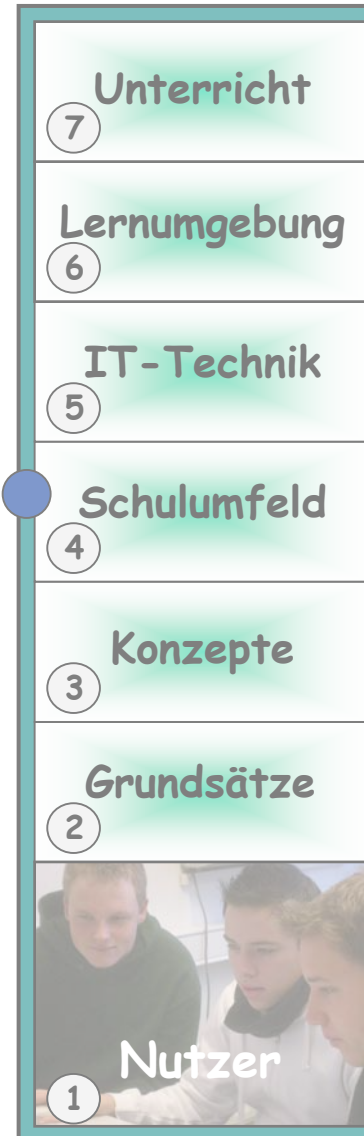 Unterricht
7
Lernumgebung
6
IT-Technik
5
Schulumfeld
4
Konzepte
3
Grundsätze
2
Nutzer
1